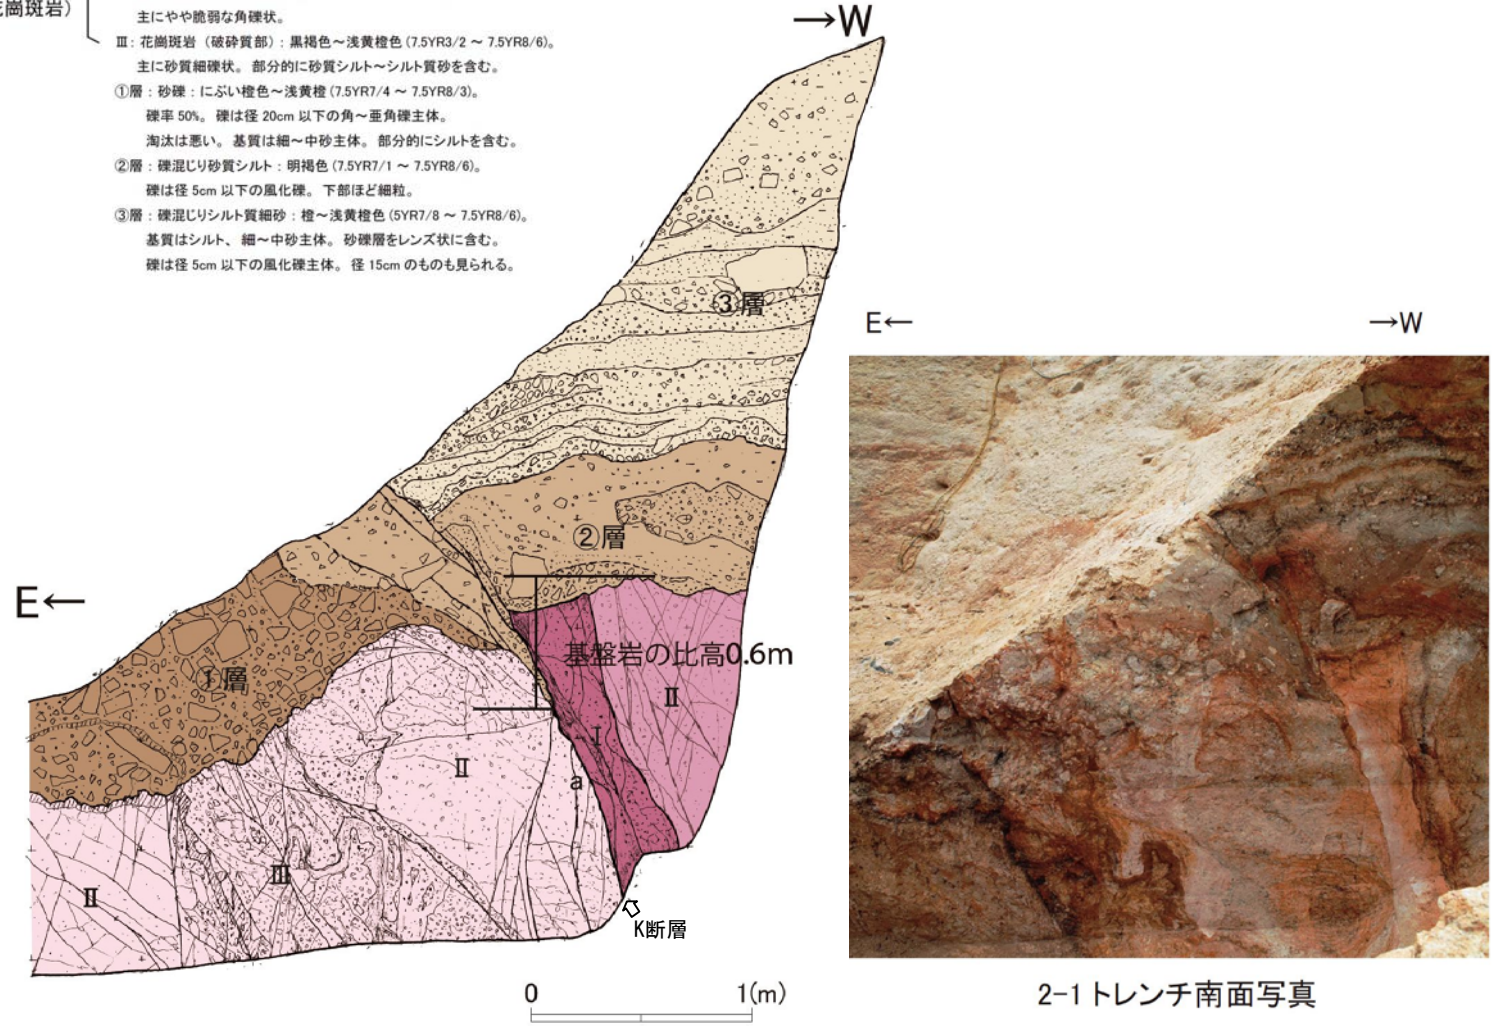 花崗斑岩）
主にやや脆弱な角礫状。
Ⅲ：花崗斑岩（破砕質部）：黒褐色～浅黄橙色（7.5YR3/2 ～ 7.5YR8/6）。
主に砂質細礫状。部分的に砂質シルト～シルト質砂を含む。
①層：砂礫：にぶい橙色～浅黄橙（7.5YR7/4 ～ 7.5YR8/3）。
礫率 50%。礫は径 20cm 以下の角～亜角礫主体。
淘汰は悪い。基質は細～中砂主体。部分的にシルトを含む。
②層：礫混じり砂質シルト：明褐色（7.5YR7/1 ～ 7.5YR8/6）。
礫は径 5cm 以下の風化礫。下部ほど細粒。
③層：礫混じりシルト質細砂：橙～浅黄橙色（5YR7/8 ～ 7.5YR8/6）。
基質はシルト、細～中砂主体。砂礫層をレンズ状に含む。
礫は径 5cm 以下の風化礫主体。径 15cm のものも見られる。
→W
③層
②層
E←
①層
基盤岩の比高0.6m
Ⅱ
Ⅰ
Ⅱ
a
Ⅲ
Ⅱ
K断層
0 1(m)
E← →W
2-1トレンチ南面写真